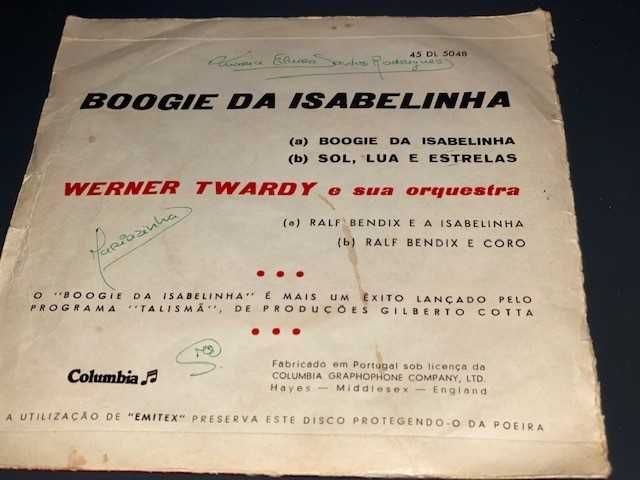 45 DL 5048
Santos Rodrigues
BOOGIE DA ISABELINHA
(a) BOOGIE DA ISABELINHA
(b) SOL, LUA E ESTRELAS
WERNER TWARDY e sua orquestra
(a) RALF BENDIX E A ISABELINHA
(b) RALF BENDIX E CORO
Mariazinha
O "BOOGIE DA ISABELINHA" É MAIS UM ÊXITO LANÇADO PELO
PROGRAMA "TALISMÃ", DE PRODUÇÕES GILBERTO COTTA
Columbia
Fabricado em Portugal sob licença da
COLUMBIA GRAPHOPHONE COMPANY, LTD.
Hayes — Middlesex — England
A UTILIZAÇÃO DE "EMITEX" PRESERVA ESTE DISCO PROTEGENDO-O DA POEIRA